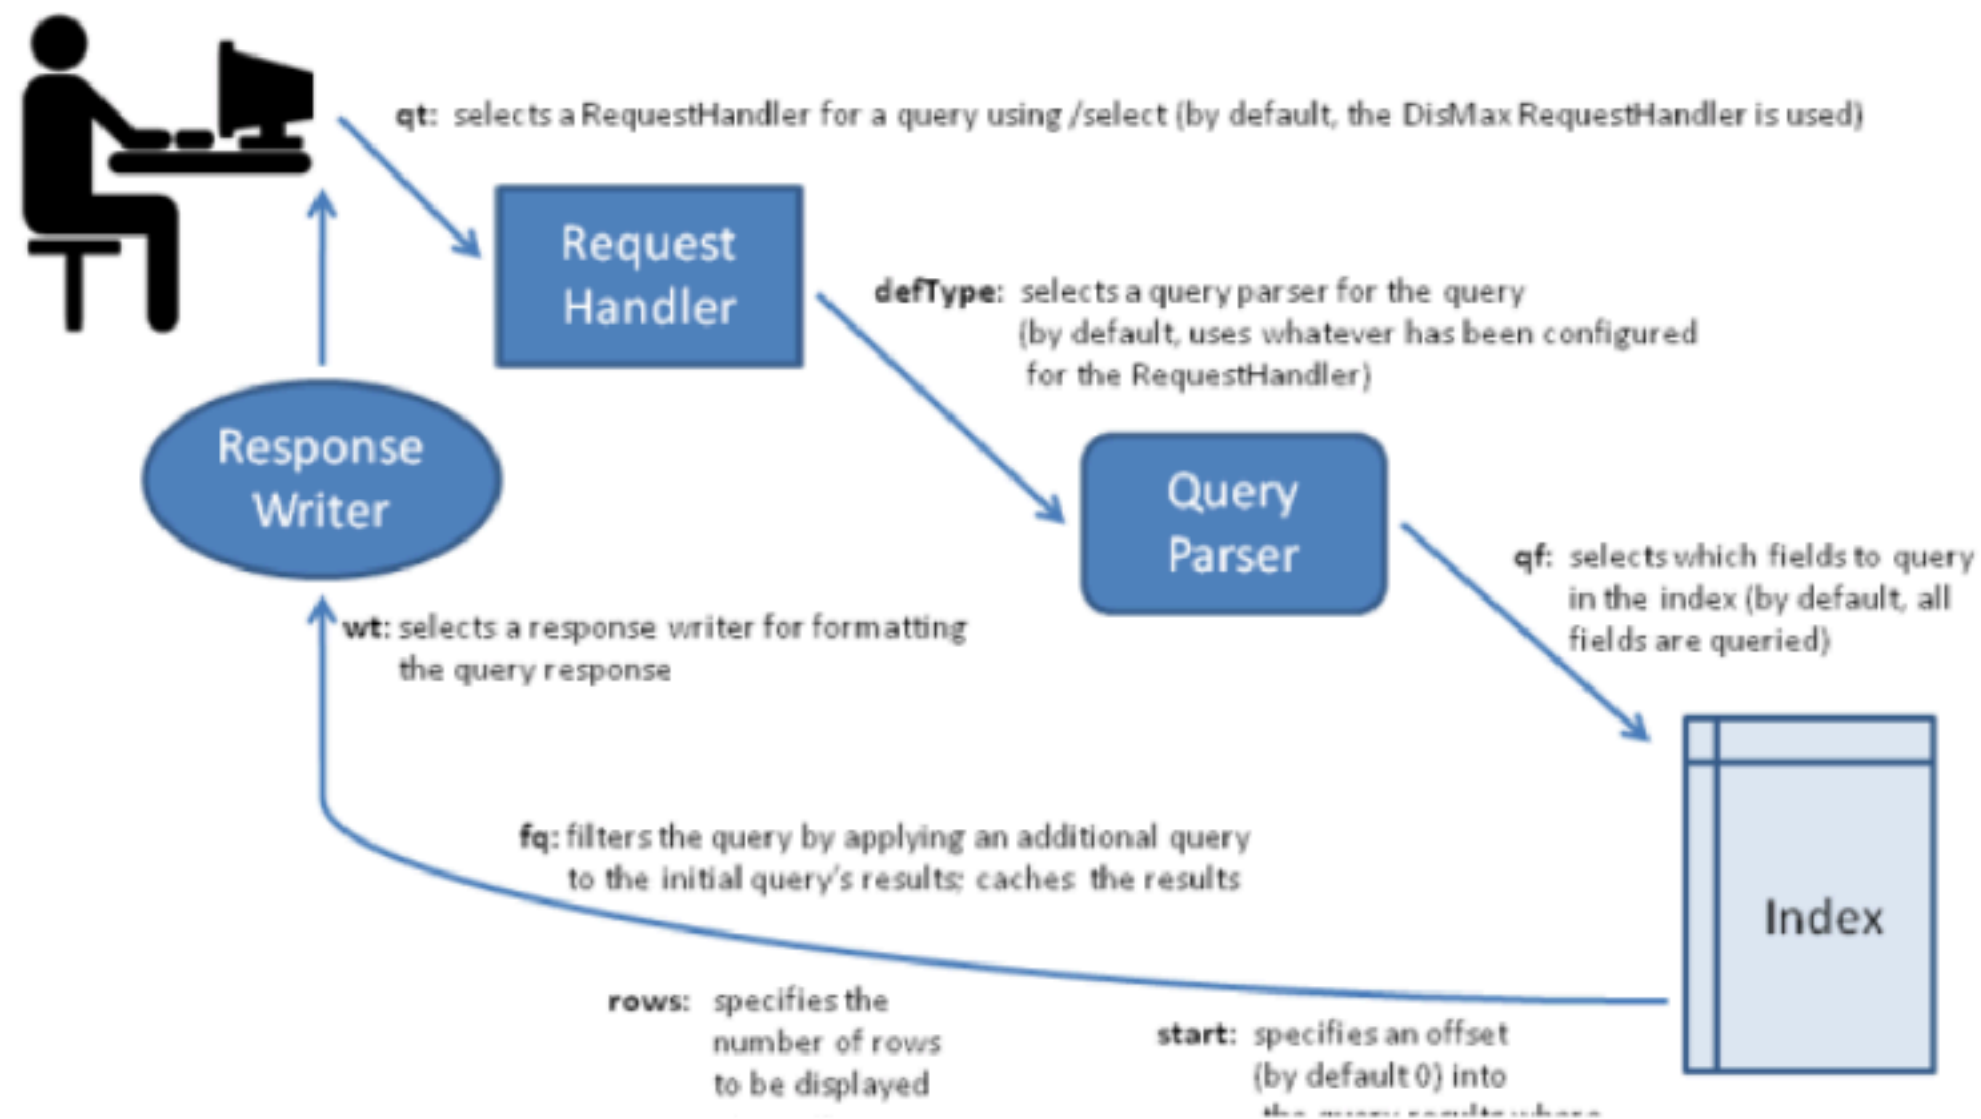 qt: selects a RequestHandler for a query using /select (by default, the DisMax RequestHandler is used)
Request
Handler
defType: selects a query parser for the query
(by default, uses whatever has been configured
for the RequestHandler)
Response
Writer
Query
Parser
qf: selects which fields to query
in the index (by default, all
fields are queried)
wt: selects a response writer for formatting
the query response
fq: filters the query by applying an additional query
to the initial query's results; caches the results
Index
rows: specifies the
number of rows
to be displayed
start: specifies an offset
(by default 0) into
the query results where